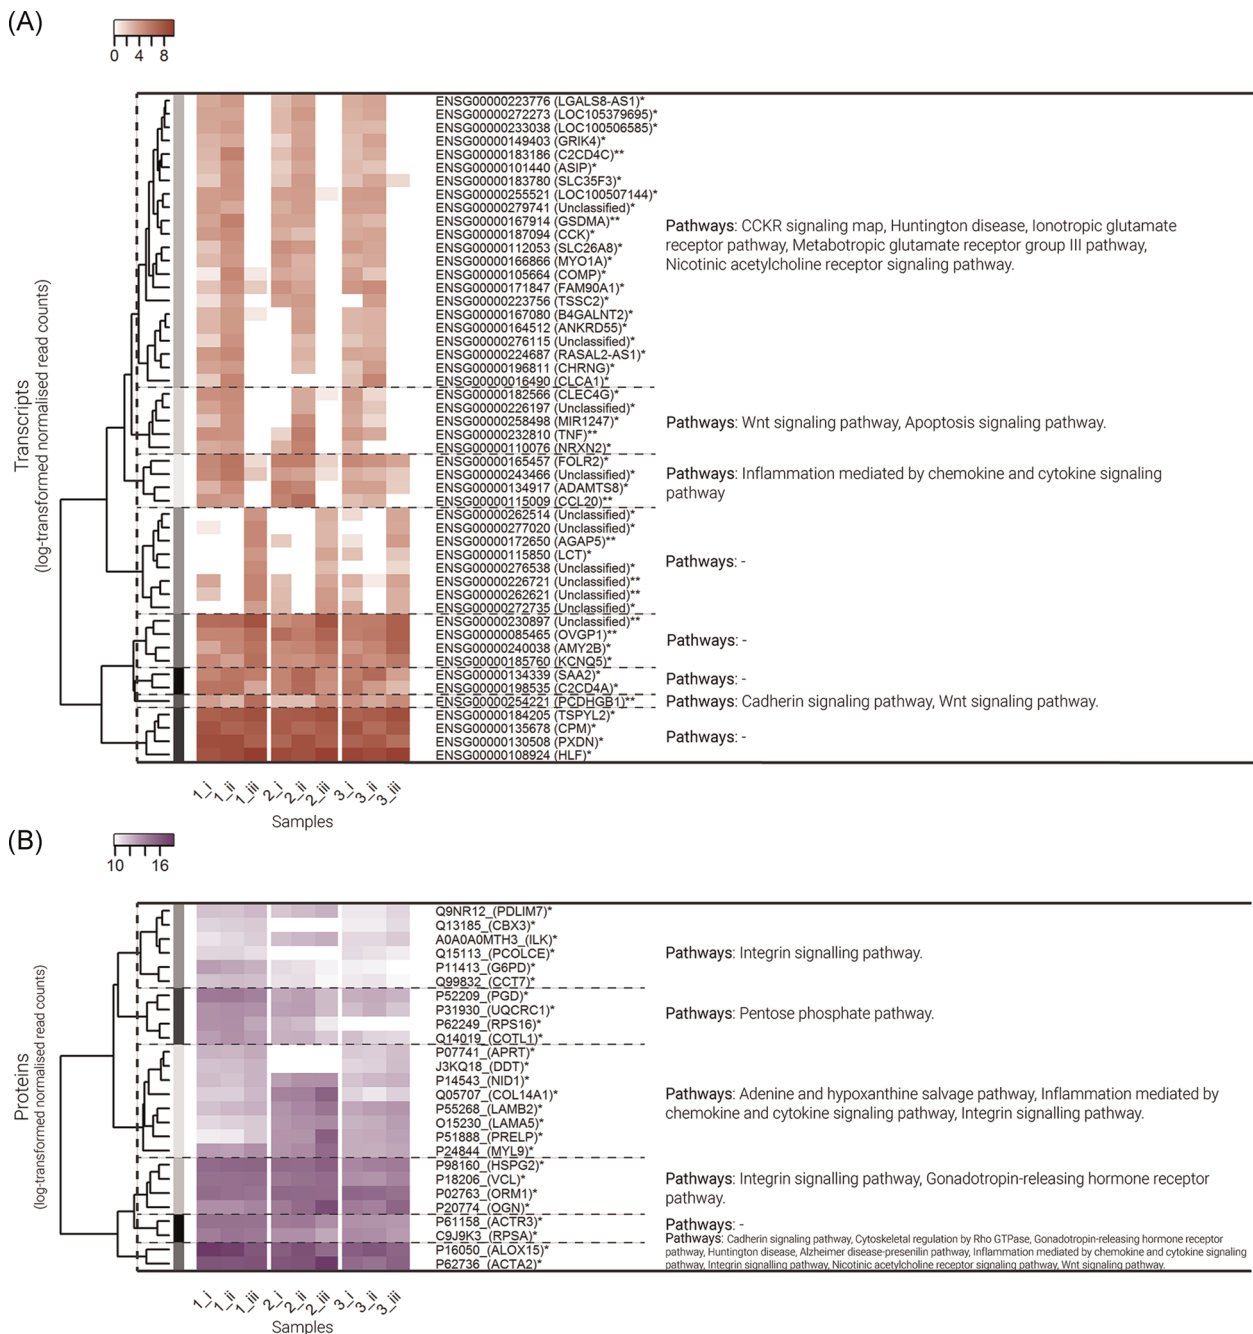 (A)
0 4 8
Transcripts
(log-transformed normalised read counts)
ENSG00000223776 (LGALS8-AS1)*
ENSG00000272273 (LOC105379695)*
ENSG00000233038 (LOC100506585)*
ENSG00000149403 (GRIK4)*
ENSG00000183186 (C2CD4C)**
ENSG00000101440 (ASIP)*
ENSG00000183780 (SLC35F3)*
ENSG00000255521 (LOC100507144)*
ENSG00000279741 (Unclassified)*
ENSG00000167914 (GSDMA)**
ENSG00000187094 (CCK)*
ENSG00000112053 (SLC26A8)*
ENSG00000166866 (MYO1A)*
ENSG00000105664 (COMP)*
ENSG00000171847 (FAM90A1)*
ENSG00000223756 (TSSC2)*
ENSG00000167080 (B4GALNT2)*
ENSG00000164512 (ANKRD55)*
ENSG00000276115 (Unclassified)*
ENSG00000224687 (RASAL2-AS1)*
ENSG00000196811 (CHRNG)*
ENSG00000016490 (CLCA1)*
Pathways: CCKR signaling map, Huntington disease, Ionotropic glutamate
receptor pathway, Metabotropic glutamate receptor group III pathway,
Nicotinic acetylcholine receptor signaling pathway.
ENSG00000182566 (CLEC4G)*
ENSG00000226197 (Unclassified)*
ENSG00000258498 (MIR1247)*
ENSG00000232810 (TNF)**
ENSG00000110076 (NRXN2)*
Pathways: Wnt signaling pathway, Apoptosis signaling pathway.
ENSG00000165457 (FOLR2)*
ENSG00000243466 (Unclassified)*
ENSG00000134917 (ADAMTS8)*
ENSG00000115009 (CCL20)**
Pathways: Inflammation mediated by chemokine and cytokine signaling
pathway
ENSG00000262514 (Unclassified)*
ENSG00000277020 (Unclassified)*
ENSG00000172650 (AGAP5)**
ENSG00000115850 (LCT)*
ENSG00000276538 (Unclassified)*
ENSG00000226721 (Unclassified)**
ENSG00000262621 (Unclassified)**
ENSG00000272735 (Unclassified)*
Pathways: -
ENSG00000230897 (Unclassified)**
ENSG00000085465 (OVGP1)**
ENSG00000240038 (AMY2B)*
ENSG00000185760 (KCNQ5)*
Pathways: -
ENSG00000134339 (SAA2)*
ENSG00000198535 (C2CD4A)*
Pathways: -
ENSG00000254221 (PCDHGB1)**
Pathways: Cadherin signaling pathway, Wnt signaling pathway.
ENSG00000184205 (TSPYL2)*
ENSG00000135678 (CPM)*
ENSG00000130508 (PXDN)*
ENSG00000108924 (HLF)*
Pathways: -
1_i 1_ii 1_iii 2_i 2_ii 2_iii 3_i 3_ii 3_iii
Samples
(B)
10 16
Proteins
(log-transformed normalised read counts)
Q9NR12_(PDLIM7)*
Q13185_(CBX3)*
A0A0A0MTH3_(ILK)*
Q15113_(PCOLCE)*
P11413_(G6PD)*
Q99832_(CCT7)*
Pathways: Integrin signalling pathway.
P52209_(PGD)*
P31930_(UQCRC1)*
P62249_(RPS16)*
Q14019_(COTL1)*
Pathways: Pentose phosphate pathway.
P07741_(APRT)*
J3KQ18_(DDT)*
P14543_(NID1)*
Q05707_(COL14A1)*
P55268_(LAMB2)*
O15230_(LAMA5)*
P51888_(PRELP)*
P24844_(MYL9)*
Pathways: Adenine and hypoxanthine salvage pathway, Inflammation mediated by
chemokine and cytokine signaling pathway, Integrin signalling pathway.
P98160_(HSPG2)*
P18206_(VCL)*
P02763_(ORM1)*
P20774_(OGN)*
Pathways: Integrin signalling pathway, Gonadotropin-releasing hormone receptor
pathway.
P61158_(ACTR3)*
C9J9K3_(RPSA)*
Pathways: -
P16050_(ALOX15)*
P62736_(ACTA2)*
Pathways: Cadherin signaling pathway, Cytoskeletal regulation by Rho GTPase, Gonadotropin-releasing hormone receptor
pathway, Huntington disease, Alzheimer disease-presenilin pathway, Inflammation mediated by chemokine and cytokine signaling
pathway, Integrin signalling pathway, Nicotinic acetylcholine receptor signaling pathway, Wnt signaling pathway.
1_i 1_ii 1_iii 2_i 2_ii 2_iii 3_i 3_ii 3_iii
Samples